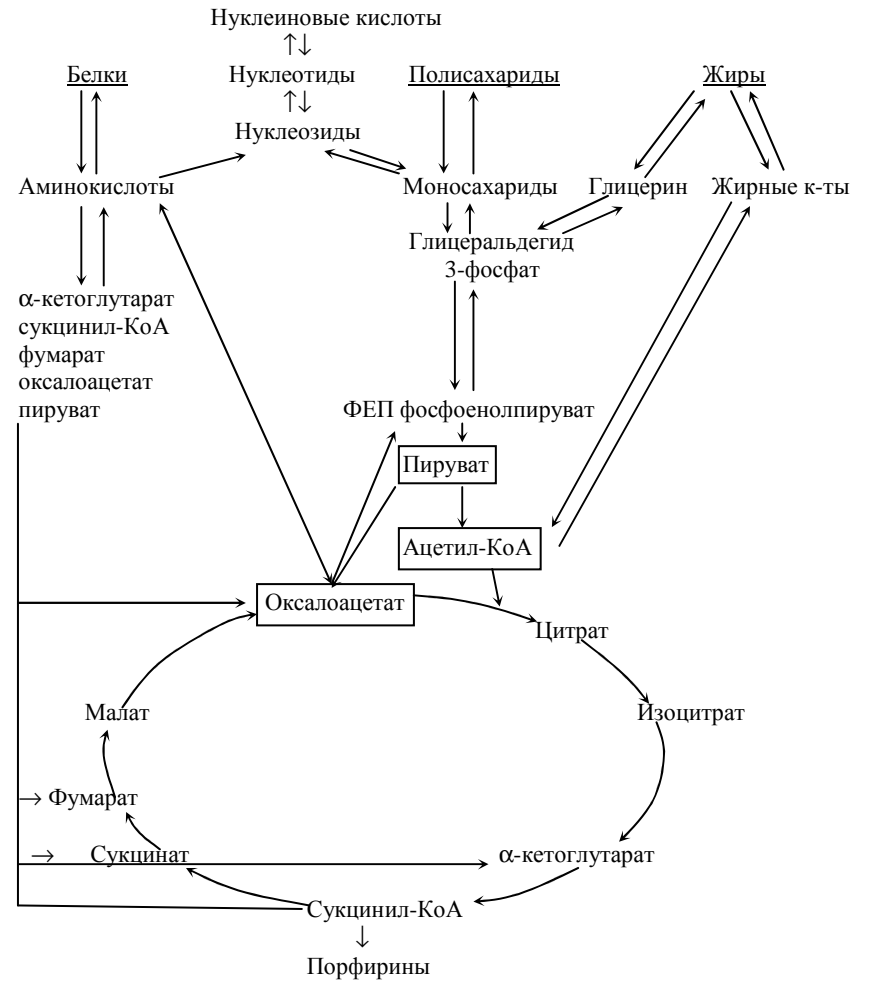 Нуклеиновые кислоты
↑↓
Белки Нуклеотиды Полисахариды Жиры
↑↓
Нуклеозиды
Аминокислоты Моносахариды Глицерин Жирные к-ты
Глицеральдегид
3-фосфат
α-кетоглутарат
сукцинил-КоА
фумарат
оксалоацетат
пируват ФЕП фосфоенолпируват
Пируват
Ацетил-КоА
Оксалоацетат
Цитрат
Малат Изоцитрат
→ Фумарат
→ Сукцинат α-кетоглутарат
Сукцинил-КоА
↓
Порфирины